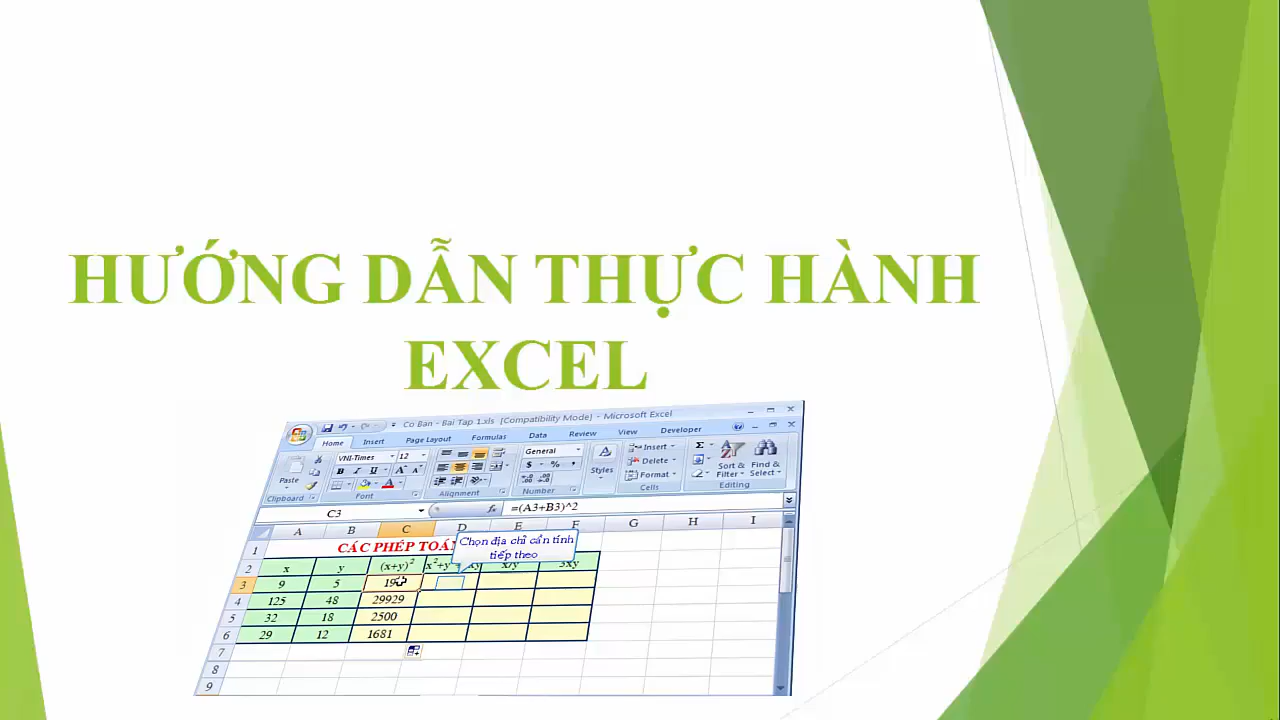 HƯỚNG DẪN THỰC HÀNH
EXCEL
Co Ban - Bai Tap 1.xls [Compatibility Mode) - Microsoft Excel
Home Insert Page Layout Formulas Data Review View Developer
VNI-Times 12 General Insert
Paste B I U A A $ % , Styles Delete Sort & Find &
A Format Filter Select
Clipboard Font Alignment Number Cells Editing
C3 fx =(A3+B3)^2
A B C D E F G H I
1 CÁC PHÉP
Chọn địa chỉ cần tính
tiếp theo
2 x y (x+y)² x/y
3 9 5
4 125 48 29929
5 32 18 2500
6 29 12 1681
7
8
9